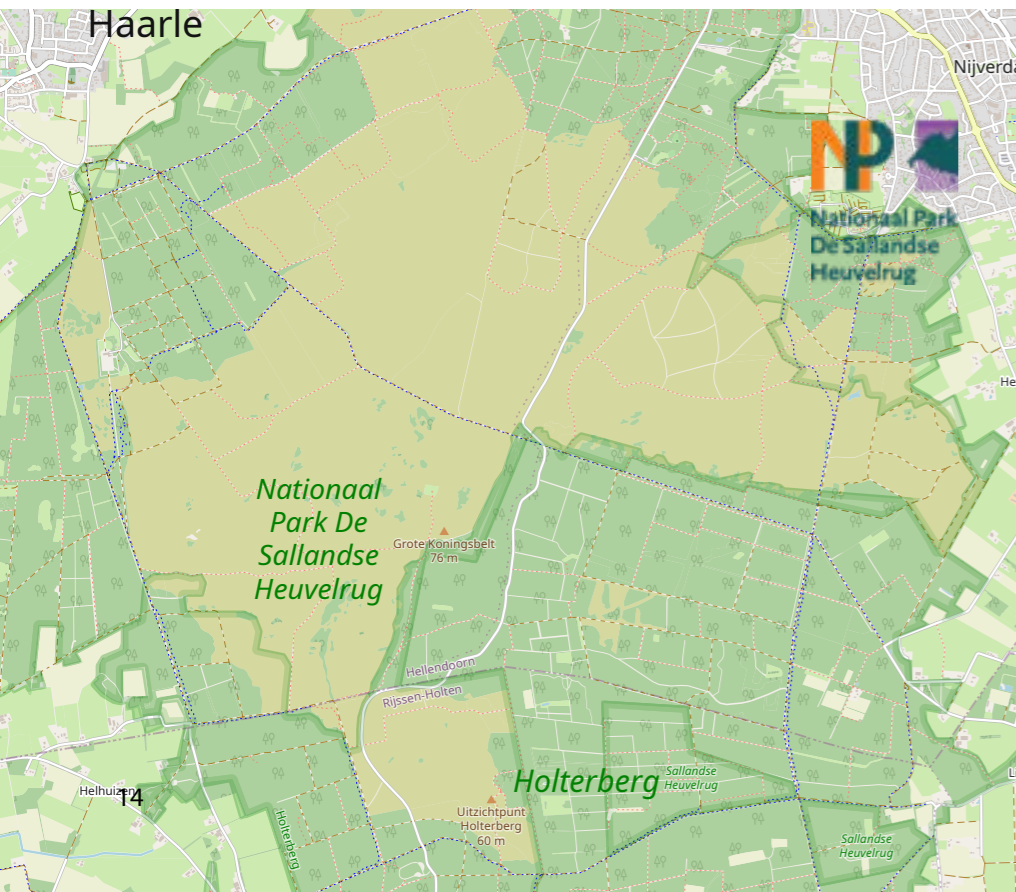 Haarle
Nijverda
NP
Nationaal Park
De Sallandse
Heuvelrug
He
Nationaal
Park De
Sallandse
Heuvelrug
Grote Koningsbelt
76 m
Hellendoorn
Rijssen-Holten
Holterberg
Sallandse
Heuvelrug
Helhuizen
14
Uitzichtpunt
Holterberg
60 m
Holterberg
Sallandse
Heuvelrug